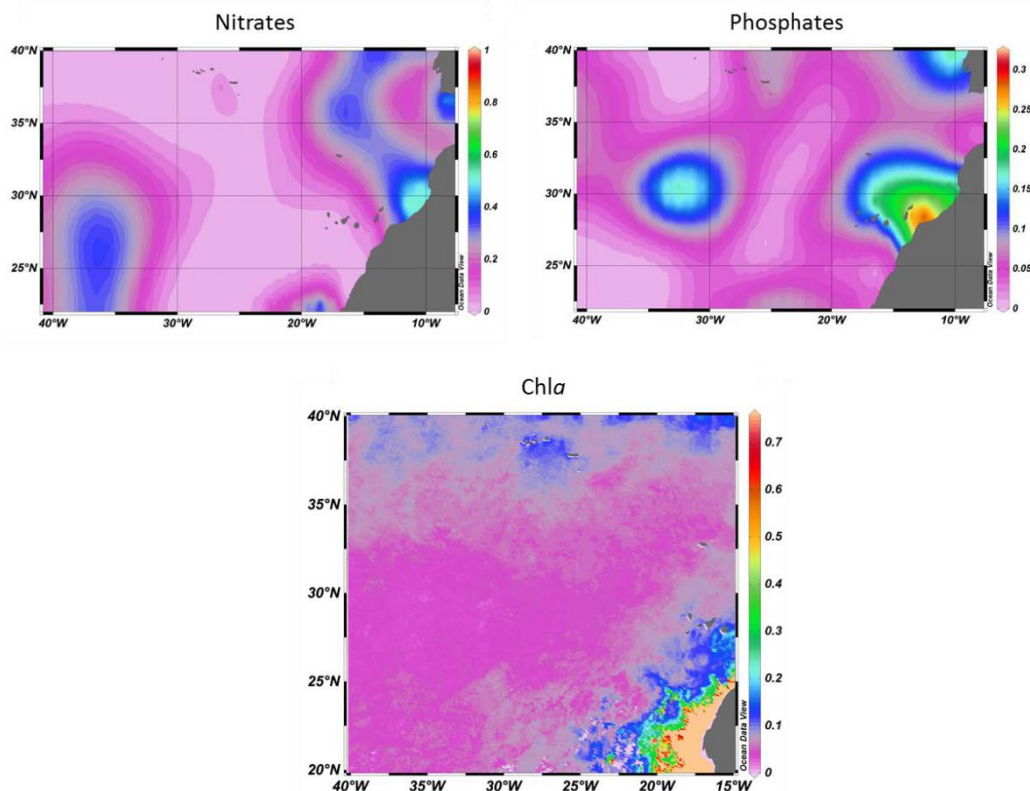 Nitrates
40°N
35°N
30°N
25°N
40°W 30°W 20°W 10°W
1
0.8
0.6
0.4
0.2
0
Ocean Data View
Phosphates
40°N
35°N
30°N
25°N
40°W 30°W 20°W 10°W
0.3
0.25
0.2
0.15
0.1
0.05
0
Ocean Data View
Chla
40°N
35°N
30°N
25°N
20°N
40°W 35°W 30°W 25°W 20°W 15°W
0.7
0.6
0.5
0.4
0.3
0.2
0.1
0
Ocean Data View